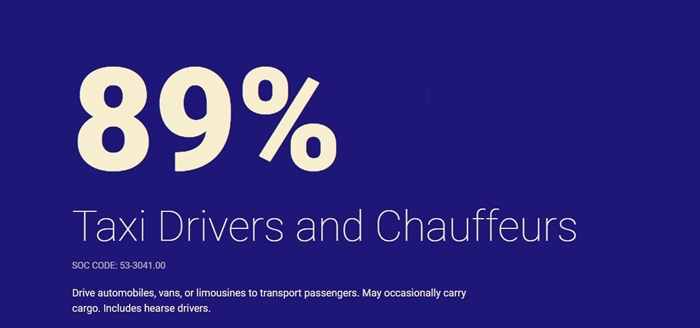 89%
Taxi Drivers and Chauffeurs
SOC CODE: 53-3041.00
Drive automobiles, vans, or limousines to transport passengers. May occasionally carry
cargo. Includes hearse drivers.